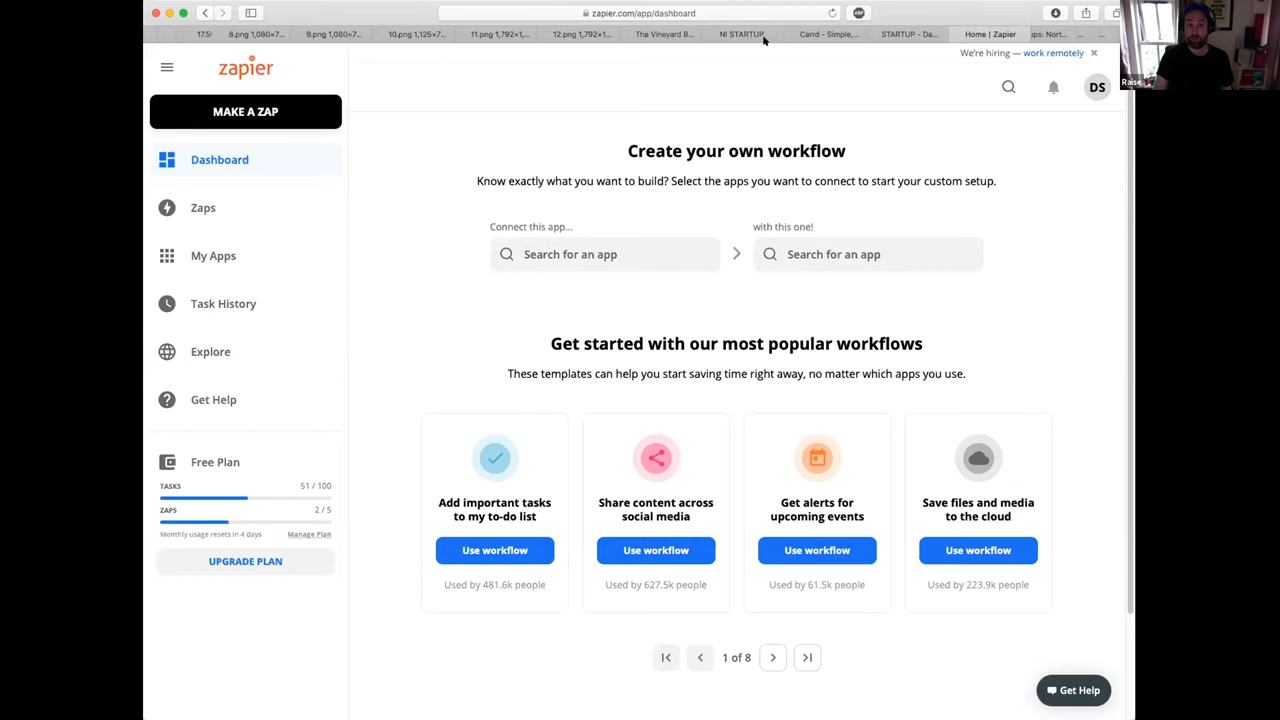 zapier.com/app/dashboard
ABP
17.5
8.png 1,080×7...
9.png 1,080×7...
10.png 1,125×7...
11.png 1,792×1...
12.png 1,792×1...
The Vineyard B...
NI STARTUP
Carrd - Simple,...
STARTUP - Da...
Home | Zapier
ups: Nort...
Raise
We're hiring — work remotely ×
zapier
DS
MAKE A ZAP
Dashboard
Zaps
My Apps
Task History
Explore
Get Help
Free Plan
TASKS 51 / 100
ZAPS 2 / 5
Monthly usage resets in 4 days Manage Plan
UPGRADE PLAN
Create your own workflow
Know exactly what you want to build? Select the apps you want to connect to start your custom setup.
Connect this app...
Search for an app
with this one!
Search for an app
Get started with our most popular workflows
These templates can help you start saving time right away, no matter which apps you use.
Add important tasks
to my to-do list
Use workflow
Used by 481.6k people
Share content across
social media
Use workflow
Used by 627.5k people
Get alerts for
upcoming events
Use workflow
Used by 61.5k people
Save files and media
to the cloud
Use workflow
Used by 223.9k people
1 of 8
Get Help